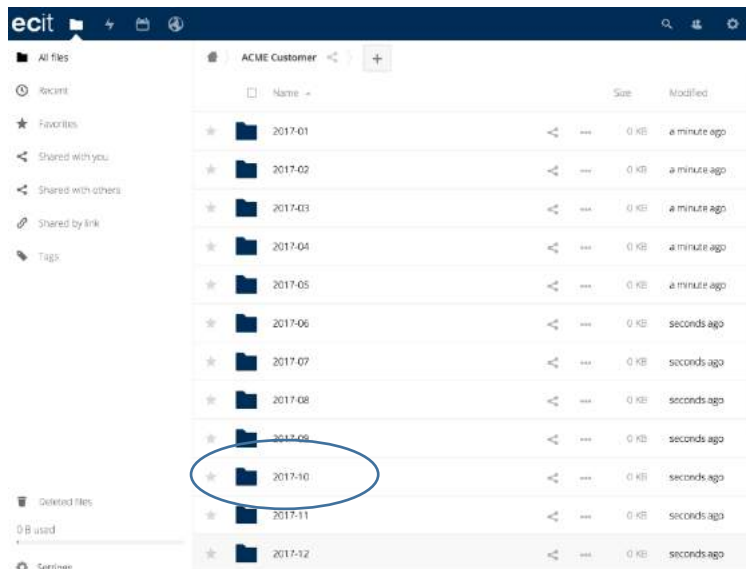 ecit
All files
Recent
Favorites
Shared with you
Shared with others
Shared by link
Tags
Deleted files
0 B used
Settings
ACME Customer +
Name Size Modified
2017-01 0 KB a minute ago
2017-02 0 KB a minute ago
2017-03 0 KB a minute ago
2017-04 0 KB a minute ago
2017-05 0 KB a minute ago
2017-06 0 KB seconds ago
2017-07 0 KB seconds ago
2017-08 0 KB seconds ago
2017-09 0 KB seconds ago
2017-10 0 KB seconds ago
2017-11 0 KB seconds ago
2017-12 0 KB seconds ago